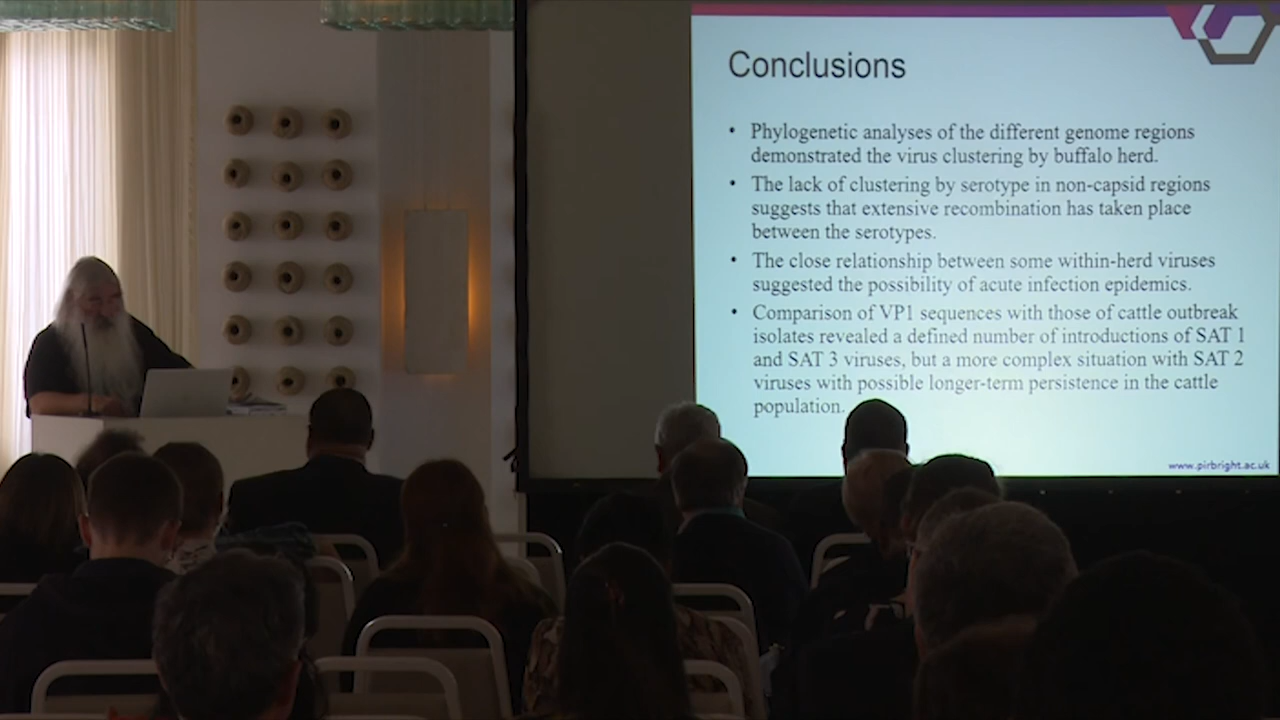 Conclusions
• Phylogenetic analyses of the different genome regions
demonstrated the virus clustering by buffalo herd.
• The lack of clustering by serotype in non-capsid regions
suggests that extensive recombination has taken place
between the serotypes.
• The close relationship between some within-herd viruses
suggested the possibility of acute infection epidemics.
• Comparison of VP1 sequences with those of cattle outbreak
isolates revealed a defined number of introductions of SAT 1
and SAT 3 viruses, but a more complex situation with SAT 2
viruses with possible longer-term persistence in the cattle
population.
www.pirbright.ac.uk